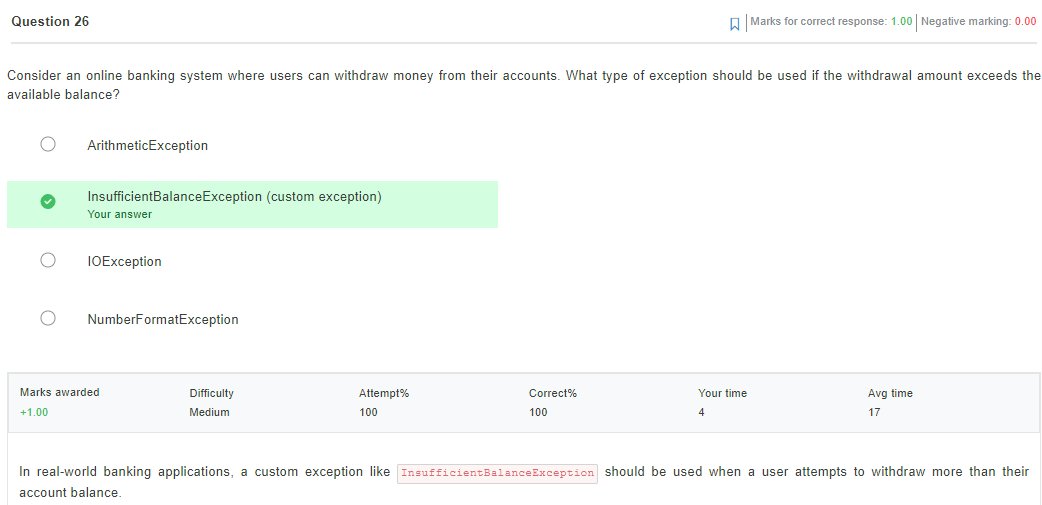 Question 26
Marks for correct response: 1.00 Negative marking: 0.00
Consider an online banking system where users can withdraw money from their accounts. What type of exception should be used if the withdrawal amount exceeds the
available balance?
ArithmeticException
InsufficientBalanceException (custom exception)
Your answer
IOException
NumberFormatException
Marks awarded Difficulty Attempt% Correct% Your time Avg time
+1.00 Medium 100 100 4 17
In real-world banking applications, a custom exception like InsufficientBalanceException should be used when a user attempts to withdraw more than their
account balance.